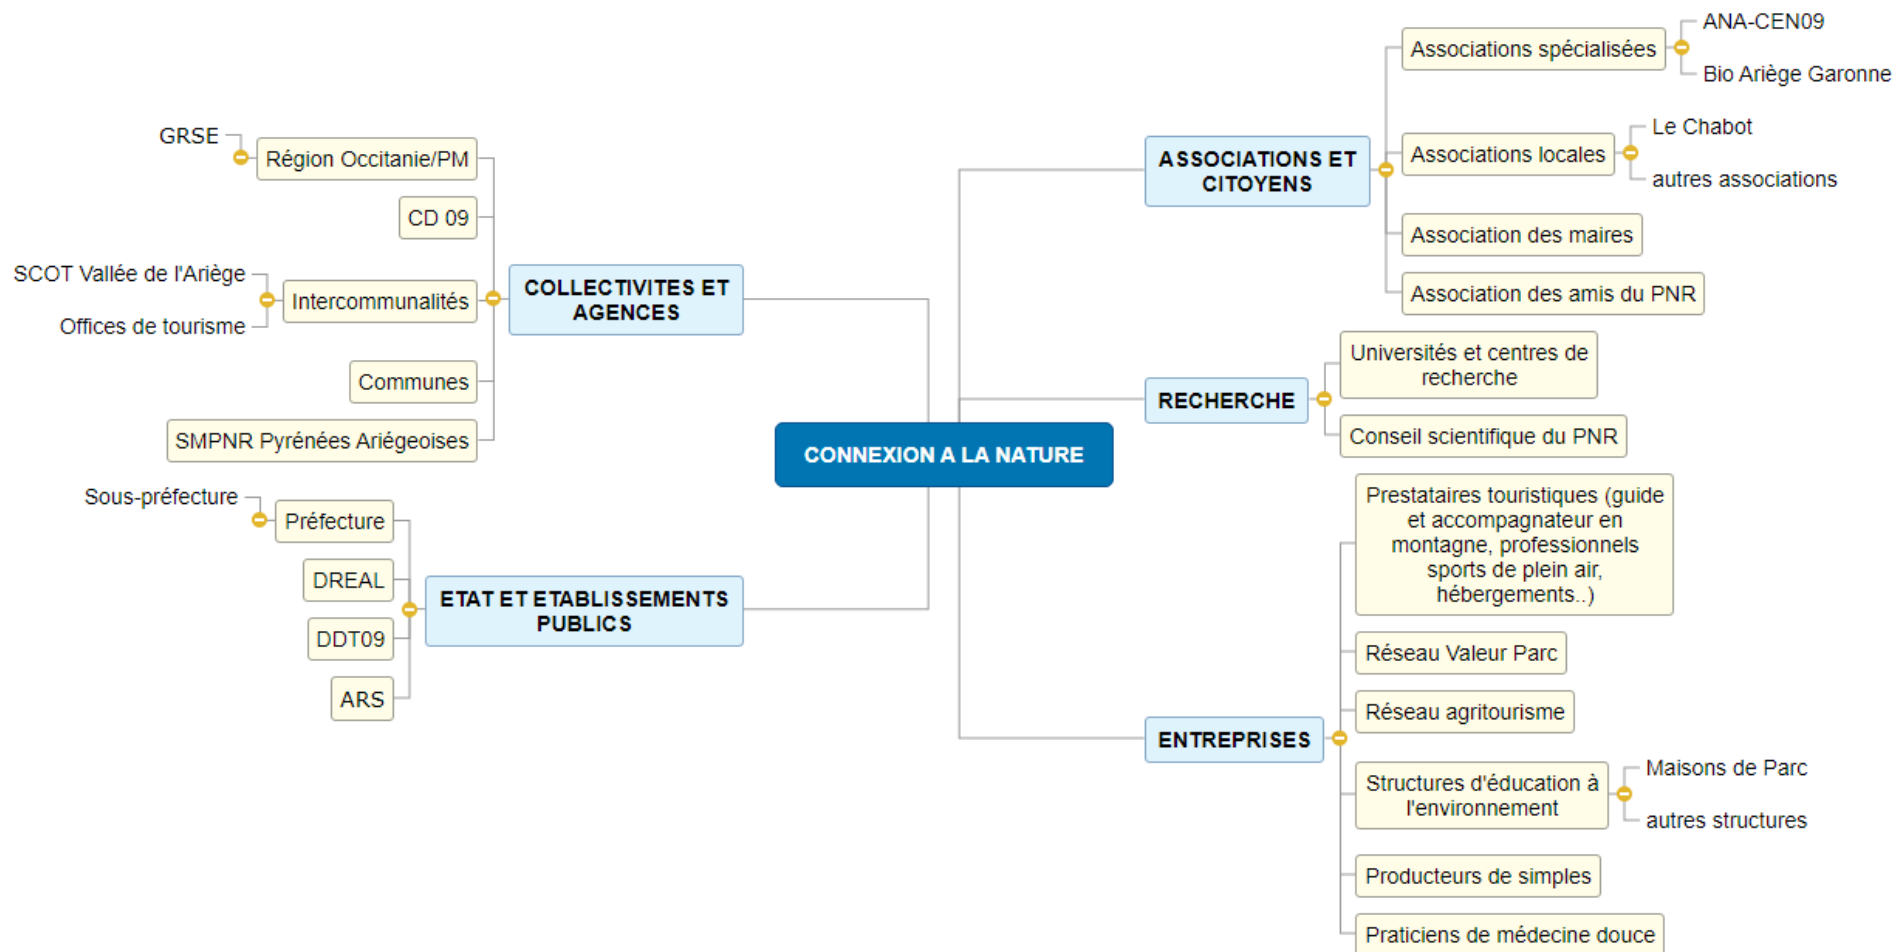 GRSE
Région Occitanie/PM
CD 09
SCOT Vallée de l'Ariège
Offices de tourisme
Intercommunalités
Communes
SMPNR Pyrénées Ariégeoises
COLLECTIVITES ET
AGENCES
Sous-préfecture
Préfecture
DREAL
DDT09
ARS
ETAT ET ETABLISSEMENTS
PUBLICS
CONNEXION A LA NATURE
ASSOCIATIONS ET
CITOYENS
Associations spécialisées
ANA-CEN09
Bio Ariège Garonne
Associations locales
Le Chabot
autres associations
Association des maires
Association des amis du PNR
RECHERCHE
Universités et centres de
recherche
Conseil scientifique du PNR
ENTREPRISES
Prestataires touristiques (guide
et accompagnateur en
montagne, professionnels
sports de plein air,
hébergements..)
Réseau Valeur Parc
Réseau agritourisme
Structures d'éducation à
l'environnement
Maisons de Parc
autres structures
Producteurs de simples
Praticiens de médecine douce